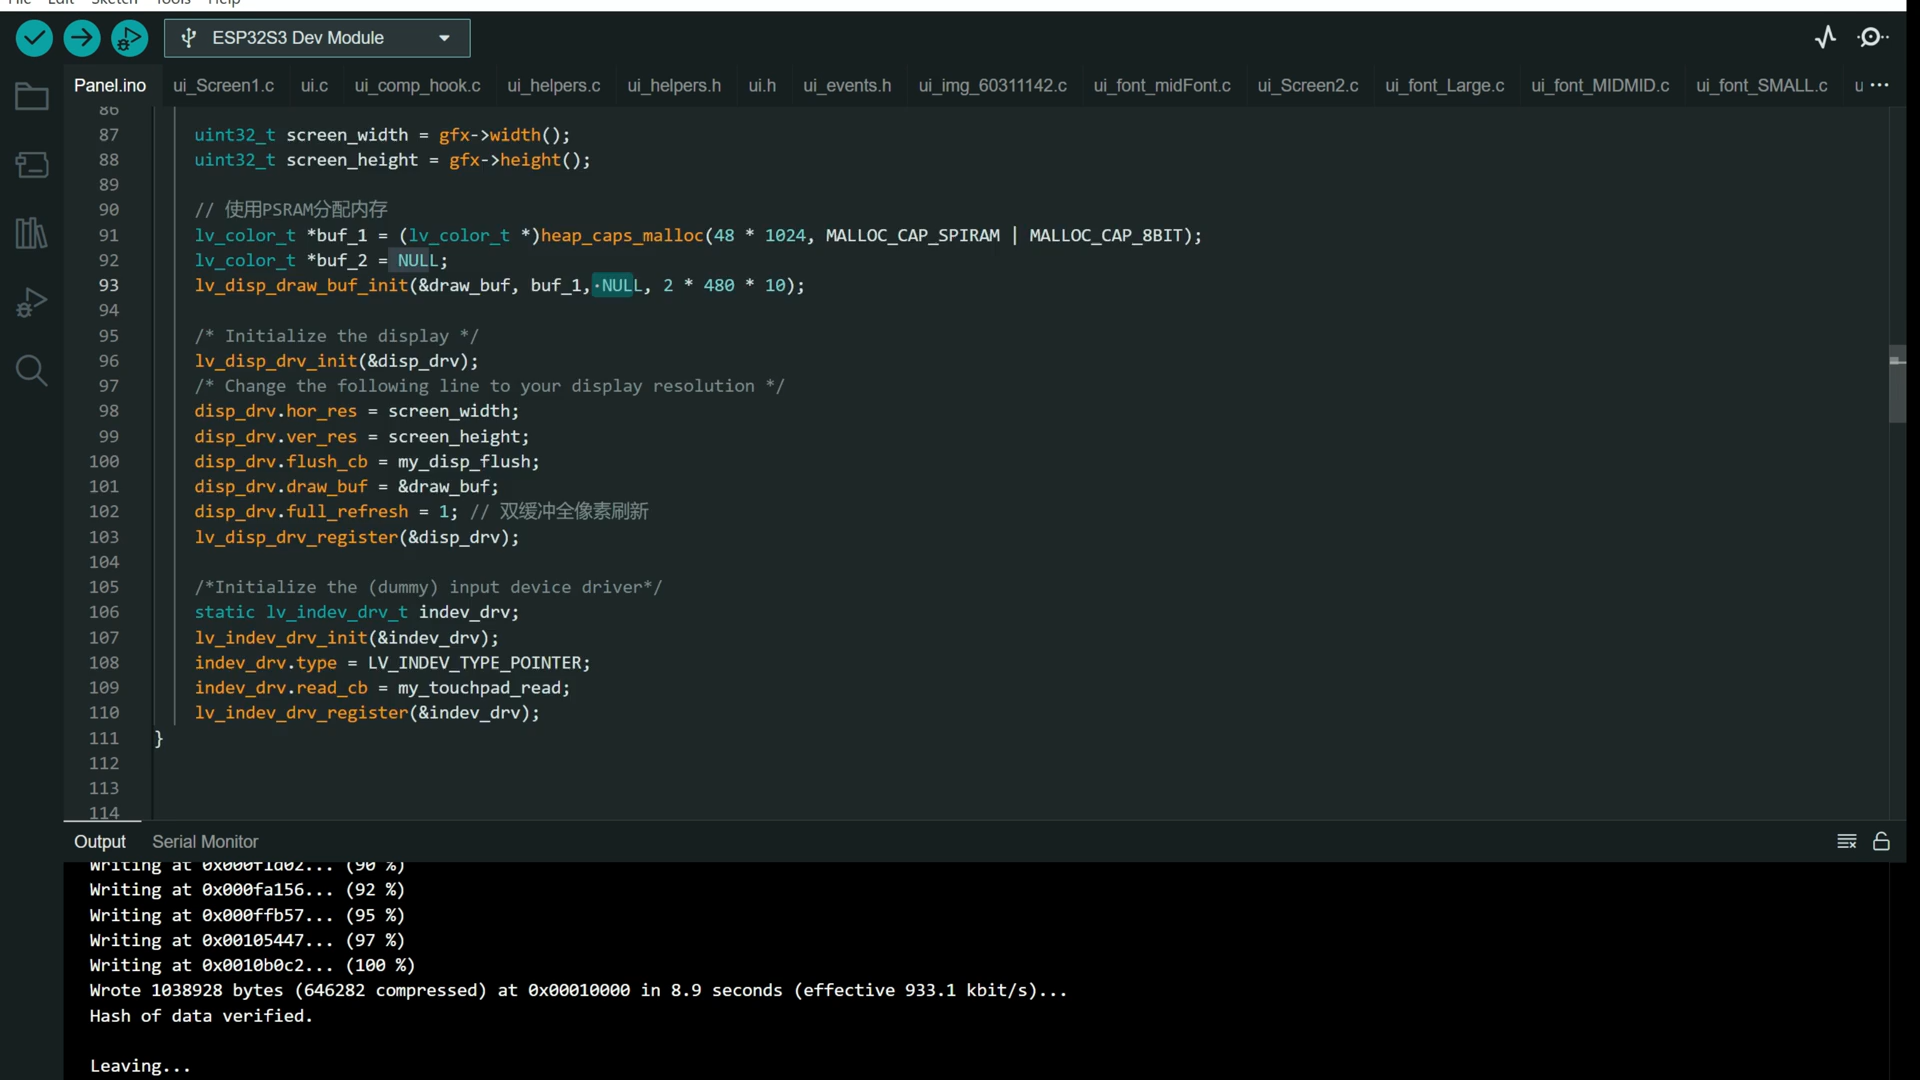 File Edit Sketch Tools Help
ESP32S3 Dev Module
Panel.ino ui_Screen1.c ui.c ui_comp_hook.c ui_helpers.c ui_helpers.h ui.h ui_events.h ui_img_60311142.c ui_font_midFont.c ui_Screen2.c ui_font_Large.c ui_font_MIDMID.c ui_font_SMALL.c u ...
86
87 uint32_t screen_width = gfx->width();
88 uint32_t screen_height = gfx->height();
89
90 // 使用PSRAM分配内存
91 lv_color_t *buf_1 = (lv_color_t *)heap_caps_malloc(48 * 1024, MALLOC_CAP_SPIRAM | MALLOC_CAP_8BIT);
92 lv_color_t *buf_2 = NULL;
93 lv_disp_draw_buf_init(&draw_buf, buf_1,·NULL, 2 * 480 * 10);
94
95 /* Initialize the display */
96 lv_disp_drv_init(&disp_drv);
97 /* Change the following line to your display resolution */
98 disp_drv.hor_res = screen_width;
99 disp_drv.ver_res = screen_height;
100 disp_drv.flush_cb = my_disp_flush;
101 disp_drv.draw_buf = &draw_buf;
102 disp_drv.full_refresh = 1; // 双缓冲全像素刷新
103 lv_disp_drv_register(&disp_drv);
104
105 /*Initialize the (dummy) input device driver*/
106 static lv_indev_drv_t indev_drv;
107 lv_indev_drv_init(&indev_drv);
108 indev_drv.type = LV_INDEV_TYPE_POINTER;
109 indev_drv.read_cb = my_touchpad_read;
110 lv_indev_drv_register(&indev_drv);
111 }
112
113
114
Output Serial Monitor
Writing at 0x000f1d02... (90 %)
Writing at 0x000fa156... (92 %)
Writing at 0x000ffb57... (95 %)
Writing at 0x00105447... (97 %)
Writing at 0x0010b0c2... (100 %)
Wrote 1038928 bytes (646282 compressed) at 0x00010000 in 8.9 seconds (effective 933.1 kbit/s)...
Hash of data verified.
Leaving...